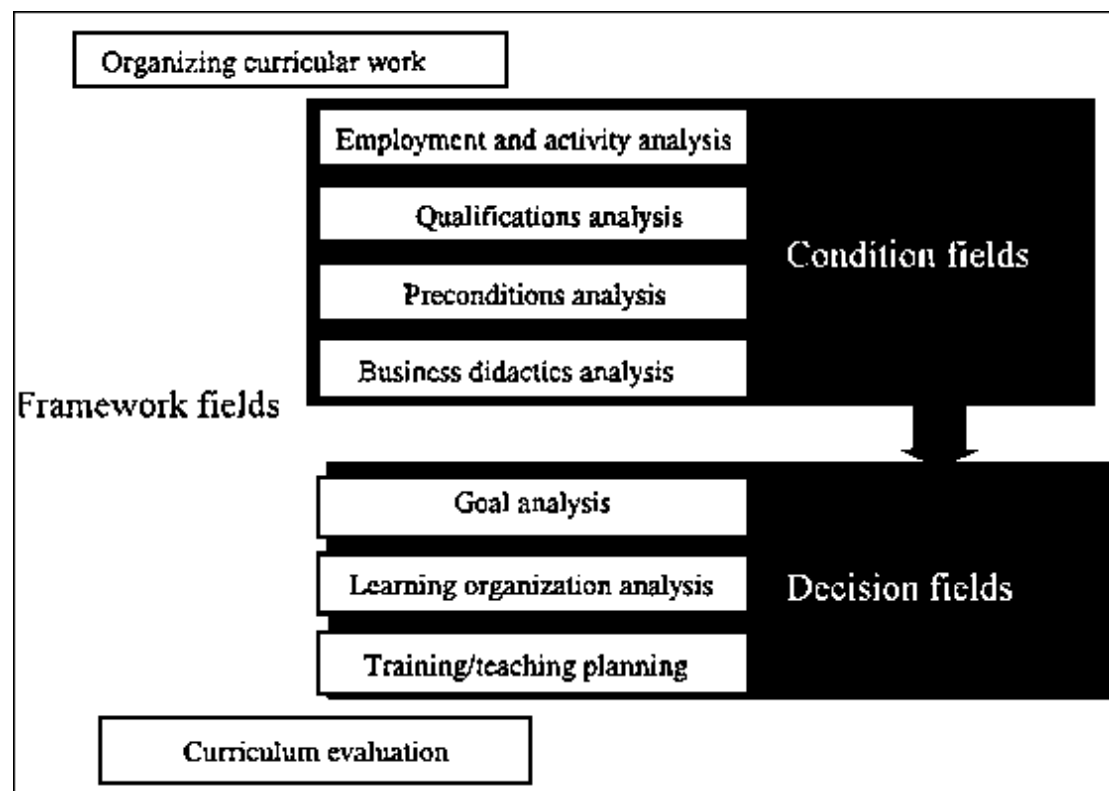 Organizing curricular work
Employment and activity analysis
Qualifications analysis
Preconditions analysis
Business didactics analysis
Condition fields
Framework fields
Goal analysis
Learning organization analysis
Training/teaching planning
Decision fields
Curriculum evaluation